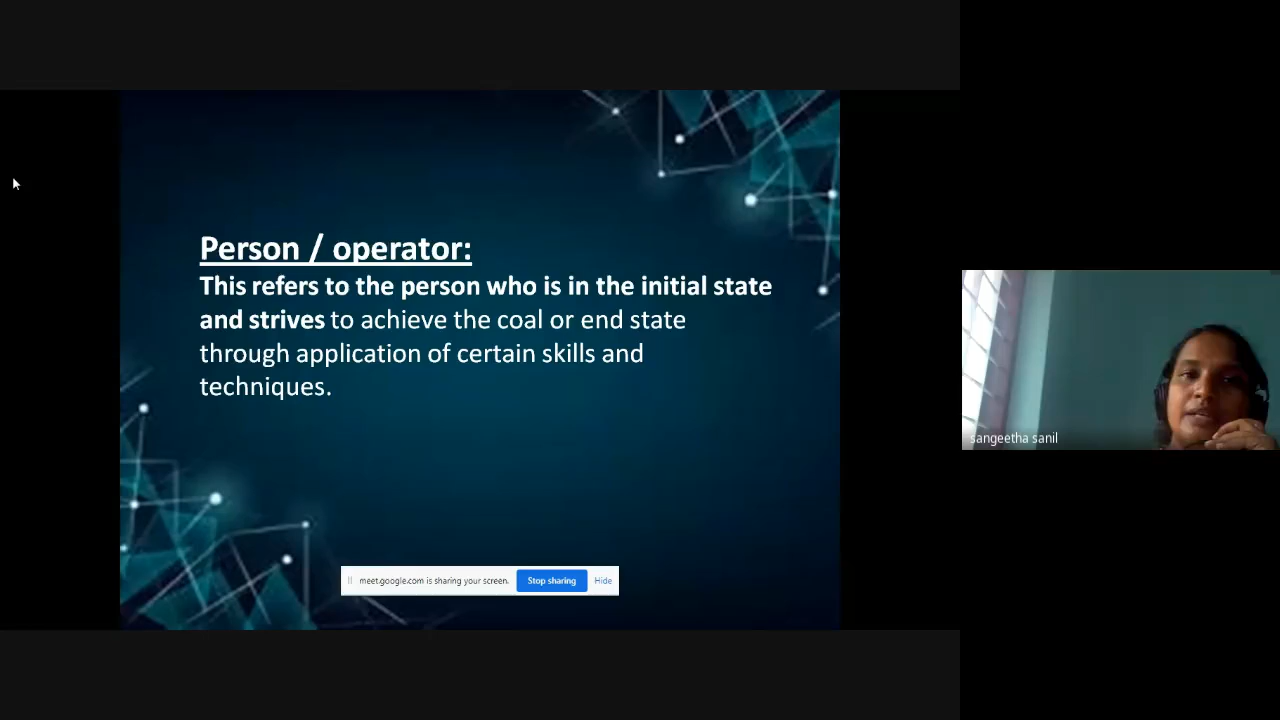 Person / operator:
This refers to the person who is in the initial state
and strives to achieve the coal or end state
through application of certain skills and
techniques.
sangeetha sanil
meet.google.com is sharing your screen.
Stop sharing
Hide